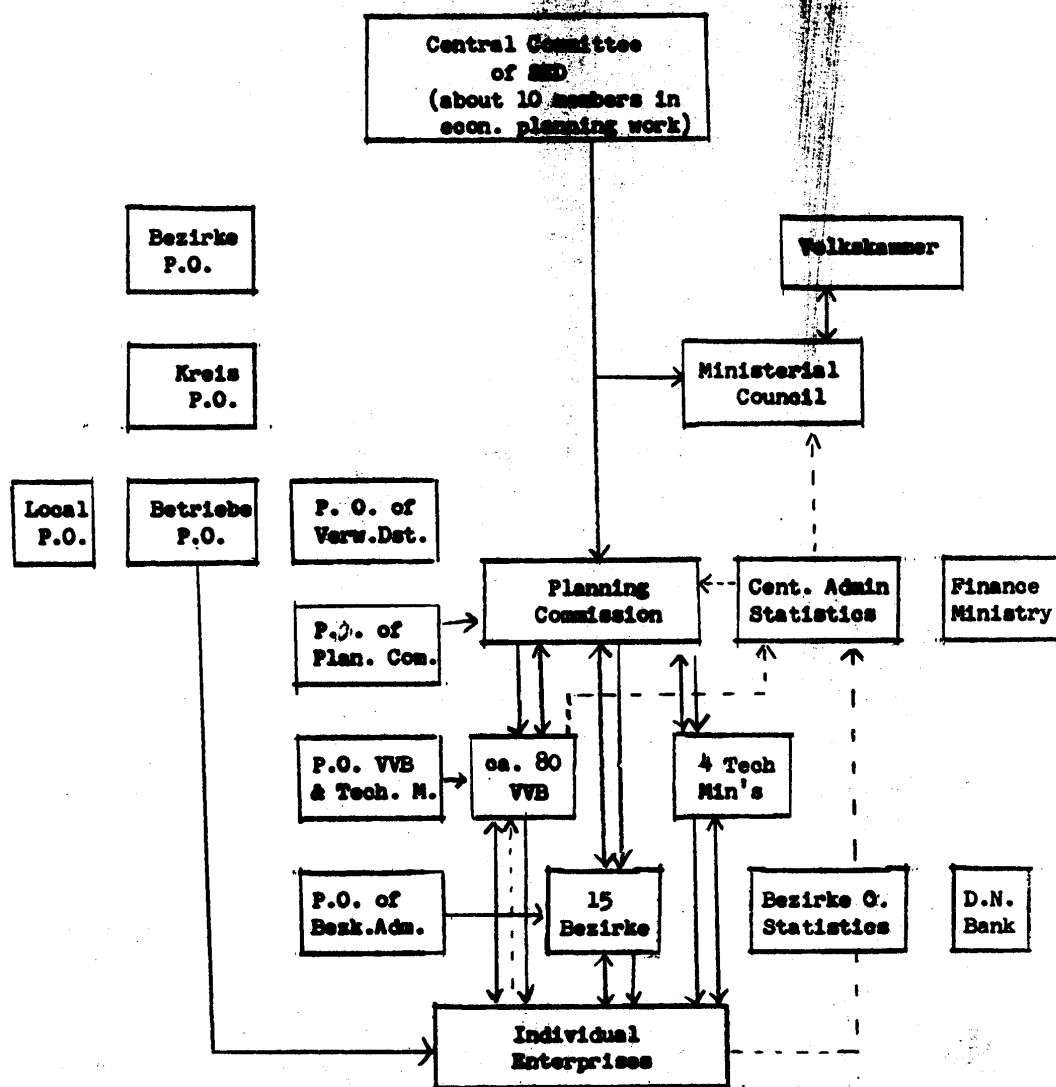 Central Committee
of SED
(about 10 members in
econ. planning work)
Bezirke
P.O.
Volkskammer
Kreis
P.O.
Ministerial
Council
Local
P.O.
Betriebe
P.O.
P. O. of
Verw.Dst.
Planning
Commission
Cent. Admin
Statistics
Finance
Ministry
P.O. of
Plan. Com.
P.O. VVB
& Tech. M.
ca. 80
VVB
4 Tech
Min's
P.O. of
Bezk.Adm.
15
Bezirke
Bezirke O.
Statistics
D.N.
Bank
Individual
Enterprises